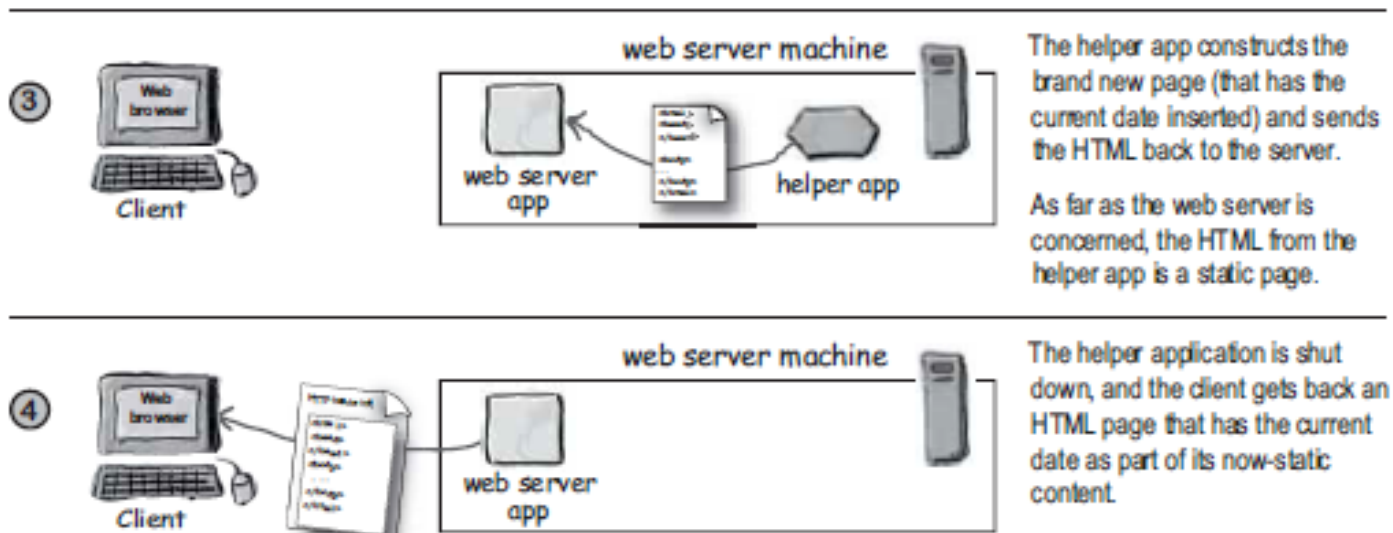 web server machine
3
Web
browser
Client
web server
app
helper app
The helper app constructs the
brand new page (that has the
current date inserted) and sends
the HTML back to the server.
As far as the web server is
concerned, the HTML from the
helper app is a static page.
web server machine
4
Web
browser
Client
web server
app
The helper application is shut
down, and the client gets back an
HTML page that has the current
date as part of its now-static
content.